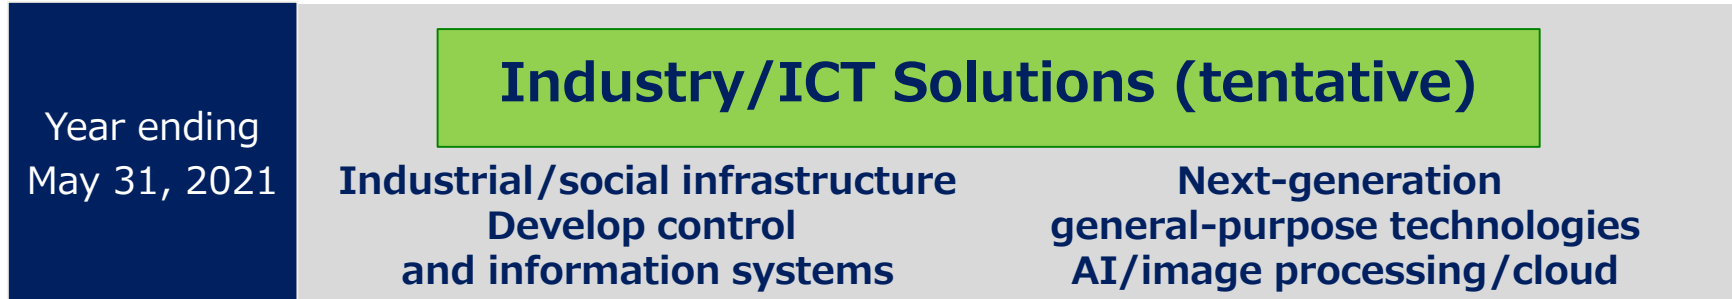 Year ending
May 31, 2021
Industry/ICT Solutions (tentative)
Industrial/social infrastructure
Develop control
and information systems
Next-generation
general-purpose technologies
AI/image processing/cloud